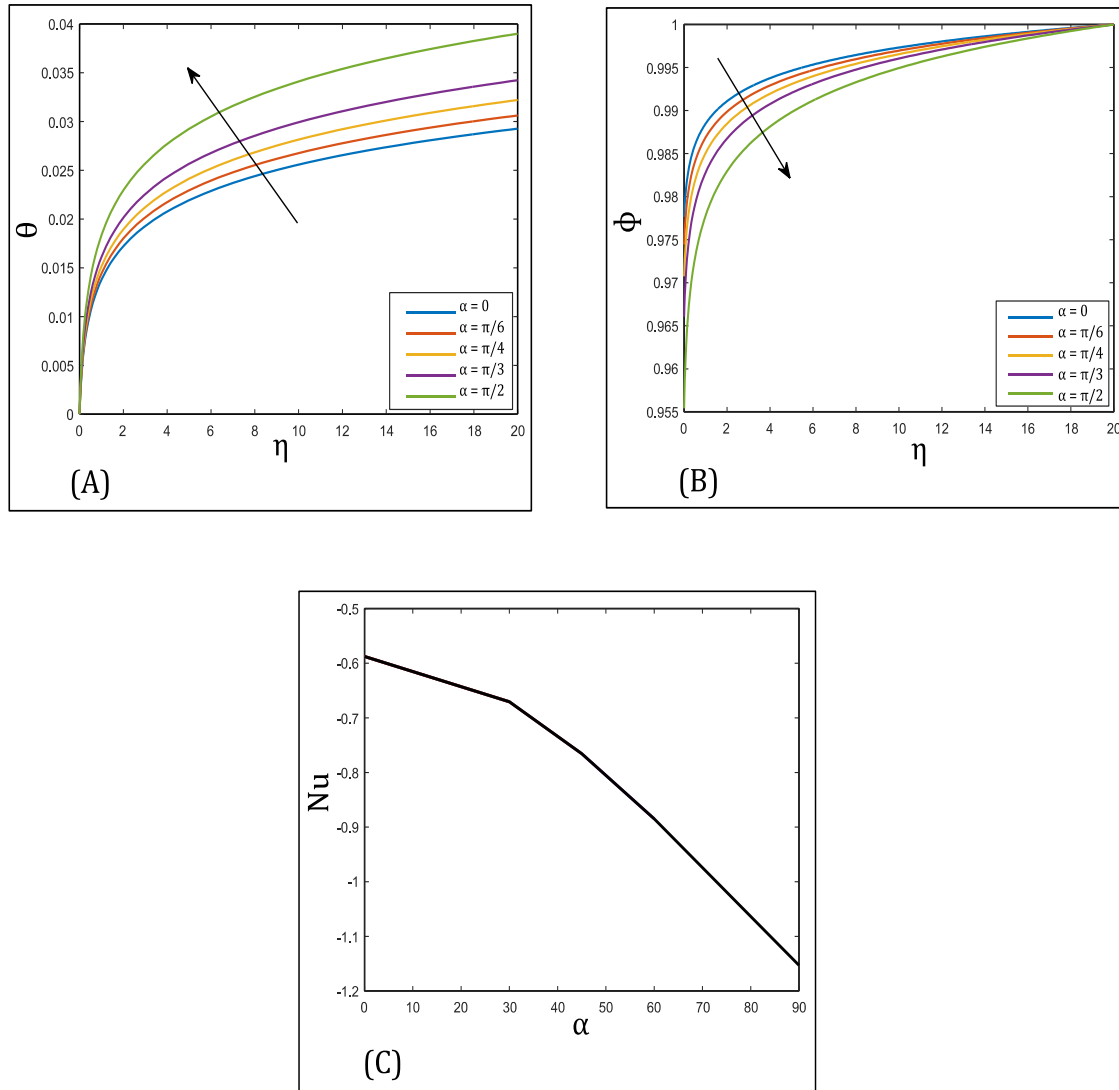 0.04
0.035
0.03
0.025
0.02
0.015
0.01
0.005
0
θ
0 2 4 6 8 10 12 14 16 18 20
η
α = 0
α = π/6
α = π/4
α = π/3
α = π/2
(A)
1
0.995
0.99
0.985
0.98
0.975
0.97
0.965
0.96
0.955
ϕ
0 2 4 6 8 10 12 14 16 18 20
η
α = 0
α = π/6
α = π/4
α = π/3
α = π/2
(B)
-0.5
-0.6
-0.7
-0.8
-0.9
-1
-1.1
-1.2
Nu
0 10 20 30 40 50 60 70 80 90
α
(C)